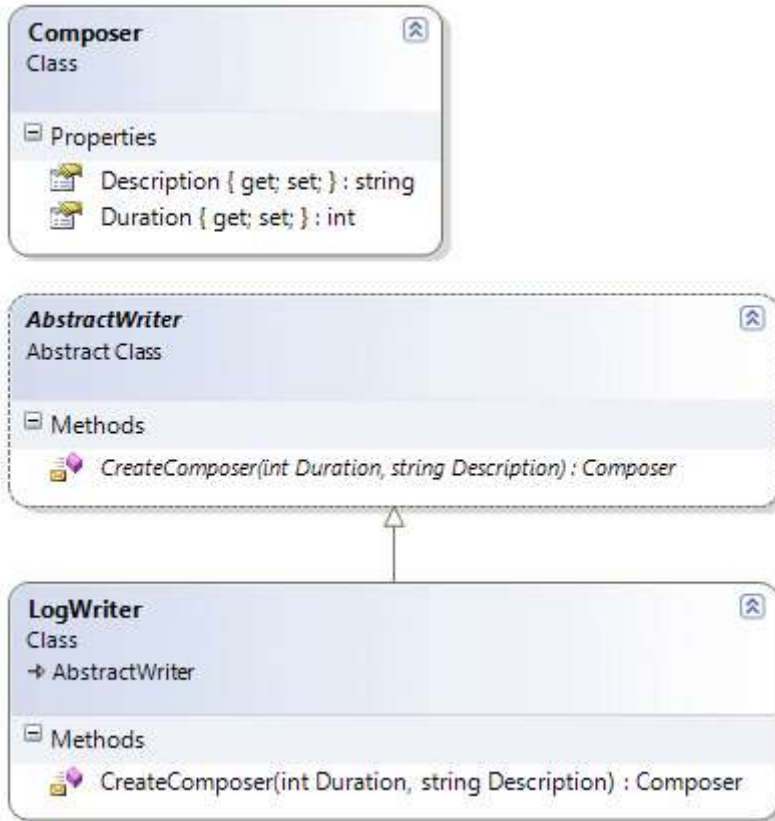 Composer
Class
Properties
Description { get; set; } : string
Duration { get; set; } : int
AbstractWriter
Abstract Class
Methods
CreateComposer(int Duration, string Description) : Composer
LogWriter
Class
AbstractWriter
Methods
CreateComposer(int Duration, string Description) : Composer